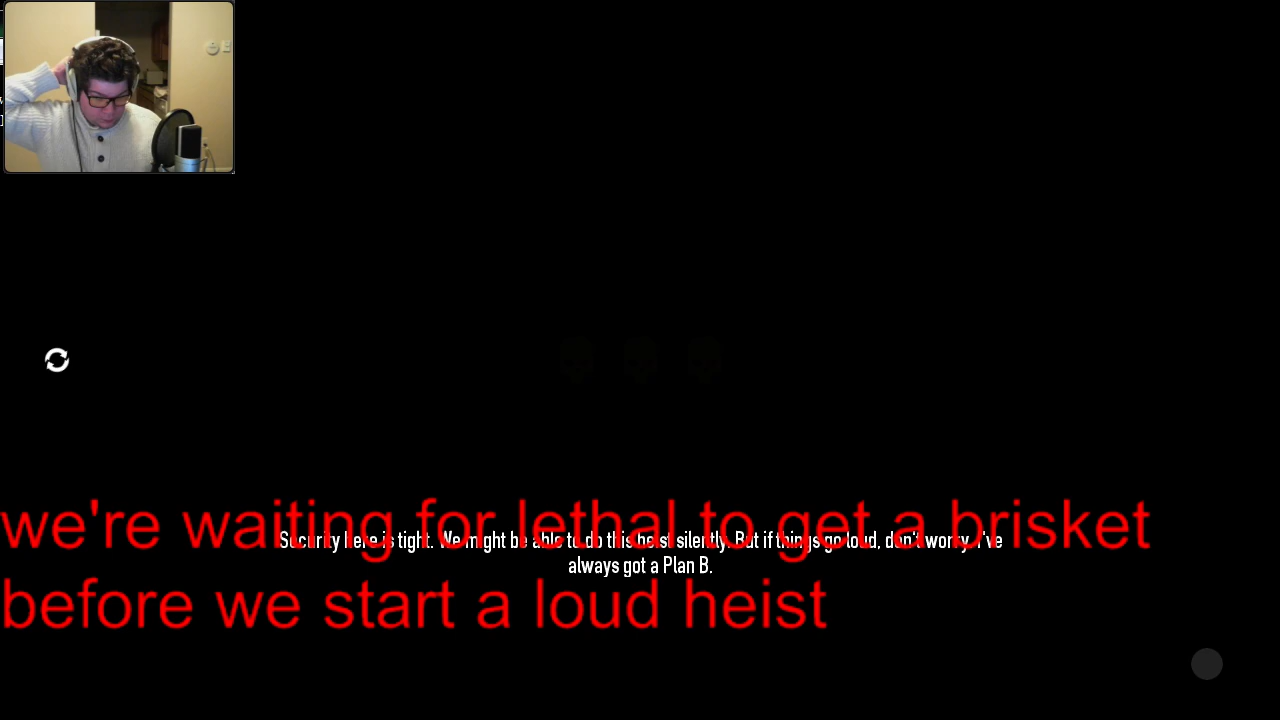 we're waiting for lethal to get a brisket
Security here is tight. We might be able to do this heist silently. But if things go loud, don't worry, I've
always got a Plan B.
before we start a loud heist